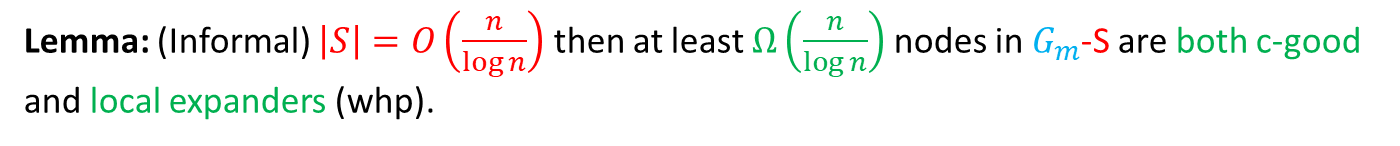 Lemma: (Informal) |S| = O(n/log n) then at least Ω(n/log n) nodes in G_m-S are both c-good
and local expanders (whp).